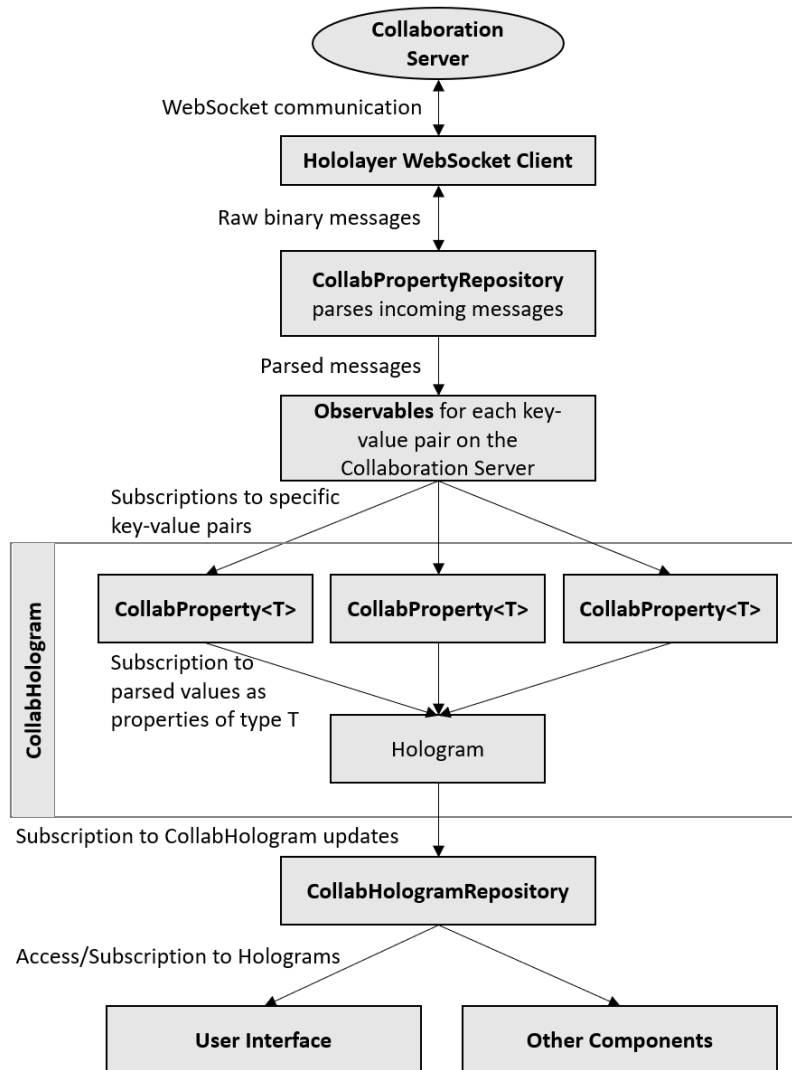 Collaboration
Server
WebSocket communication
Hololayer WebSocket Client
Raw binary messages
CollabPropertyRepository
parses incoming messages
Parsed messages
Observables for each key-
value pair on the
Collaboration Server
Subscriptions to specific
key-value pairs
CollabHologram
CollabProperty<T>
CollabProperty<T>
CollabProperty<T>
Subscription to
parsed values as
properties of type T
Hologram
Subscription to CollabHologram updates
CollabHologramRepository
Access/Subscription to Holograms
User Interface
Other Components